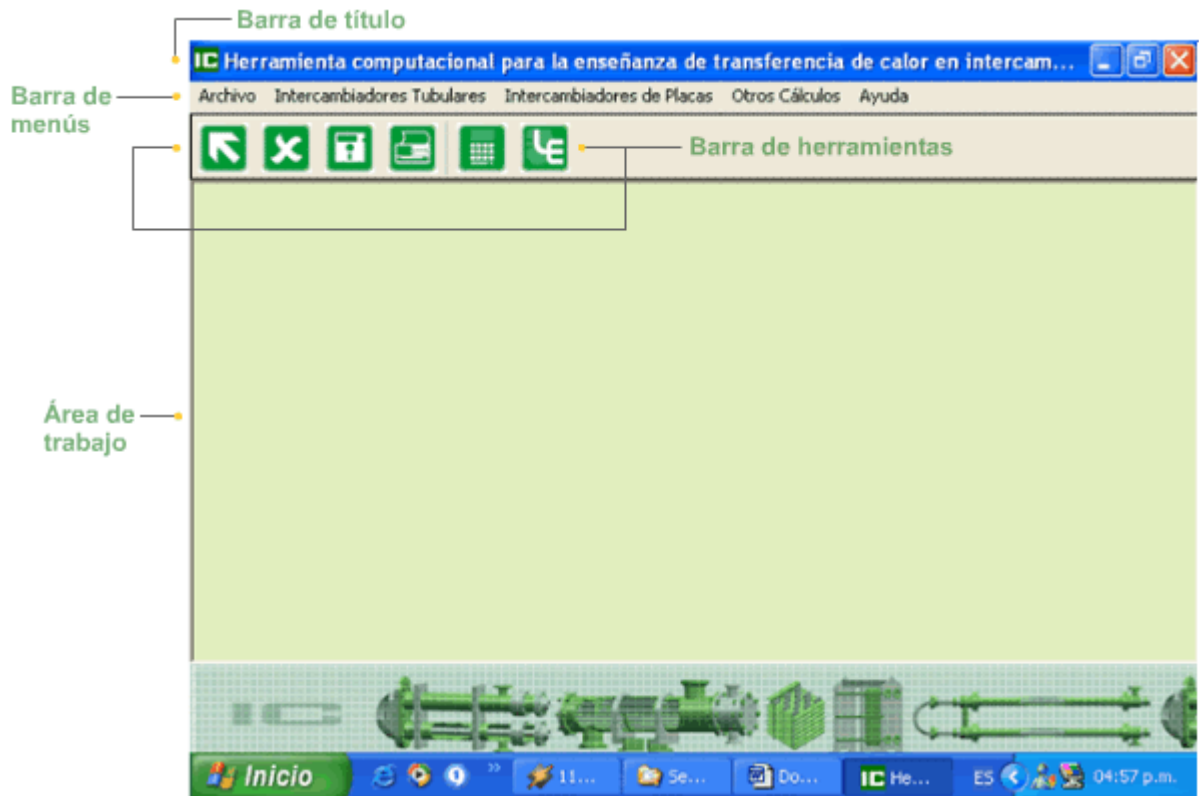 Barra de título
IC Herramienta computacional para la enseñanza de transferencia de calor en intercam...
Barra de
menús
Archivo Intercambiadores Tubulares Intercambiadores de Placas Otros Cálculos Ayuda
LE
Barra de herramientas
Área de
trabajo
IC
Inicio » 11... Se... Do... IC He... ES 04:57 p.m.